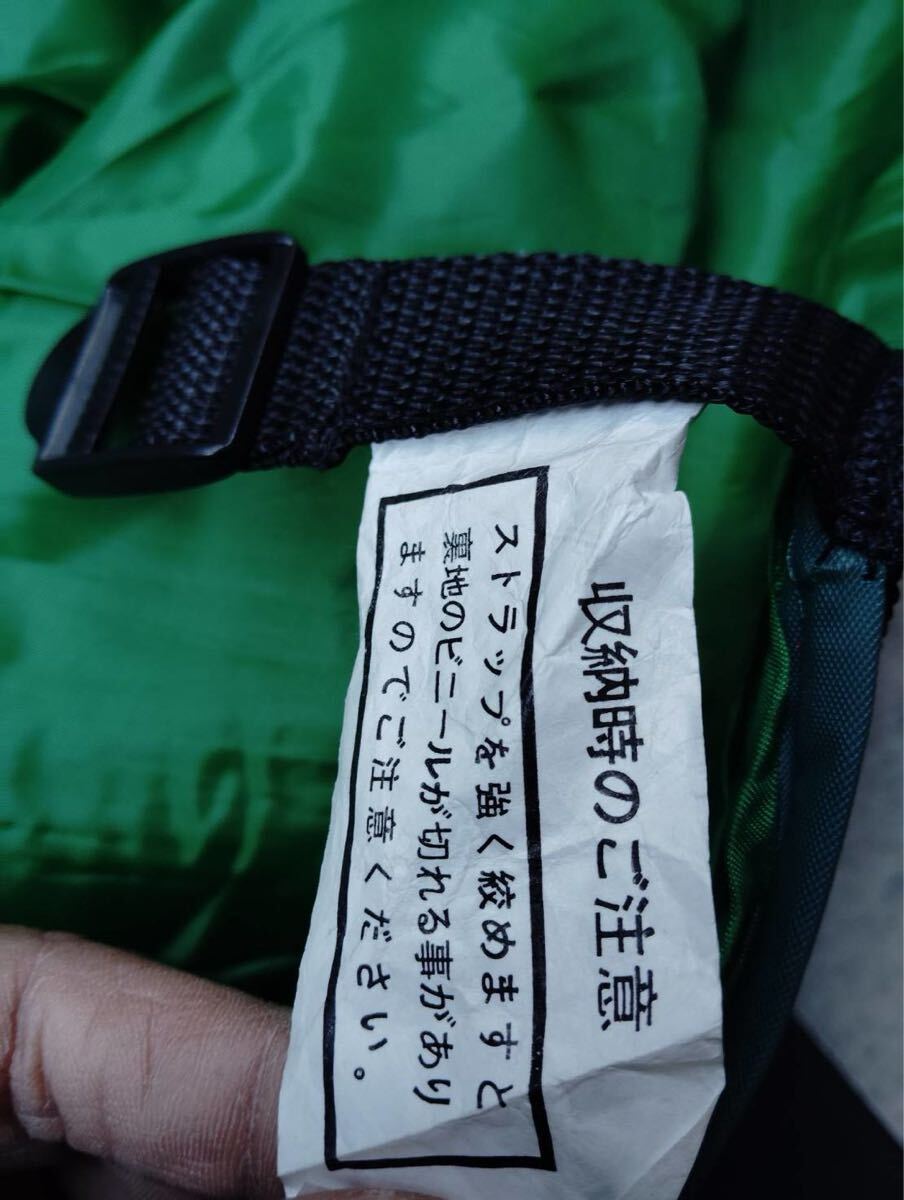 収納時のご注意
ストラップを強く絞めますと
裏地のビニールが切れる事があり
ますのでご注意ください。